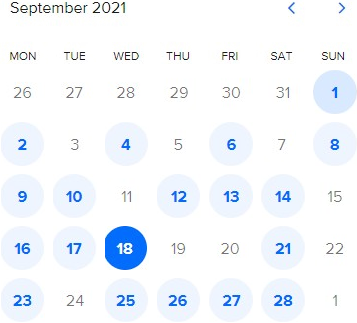 September 2021
MON TUE WED THU FRI SAT SUN
26 27 28 29 30 31 1
2 3 4 5 6 7 8
9 10 11 12 13 14 15
16 17 18 19 20 21 22
23 24 25 26 27 28 1